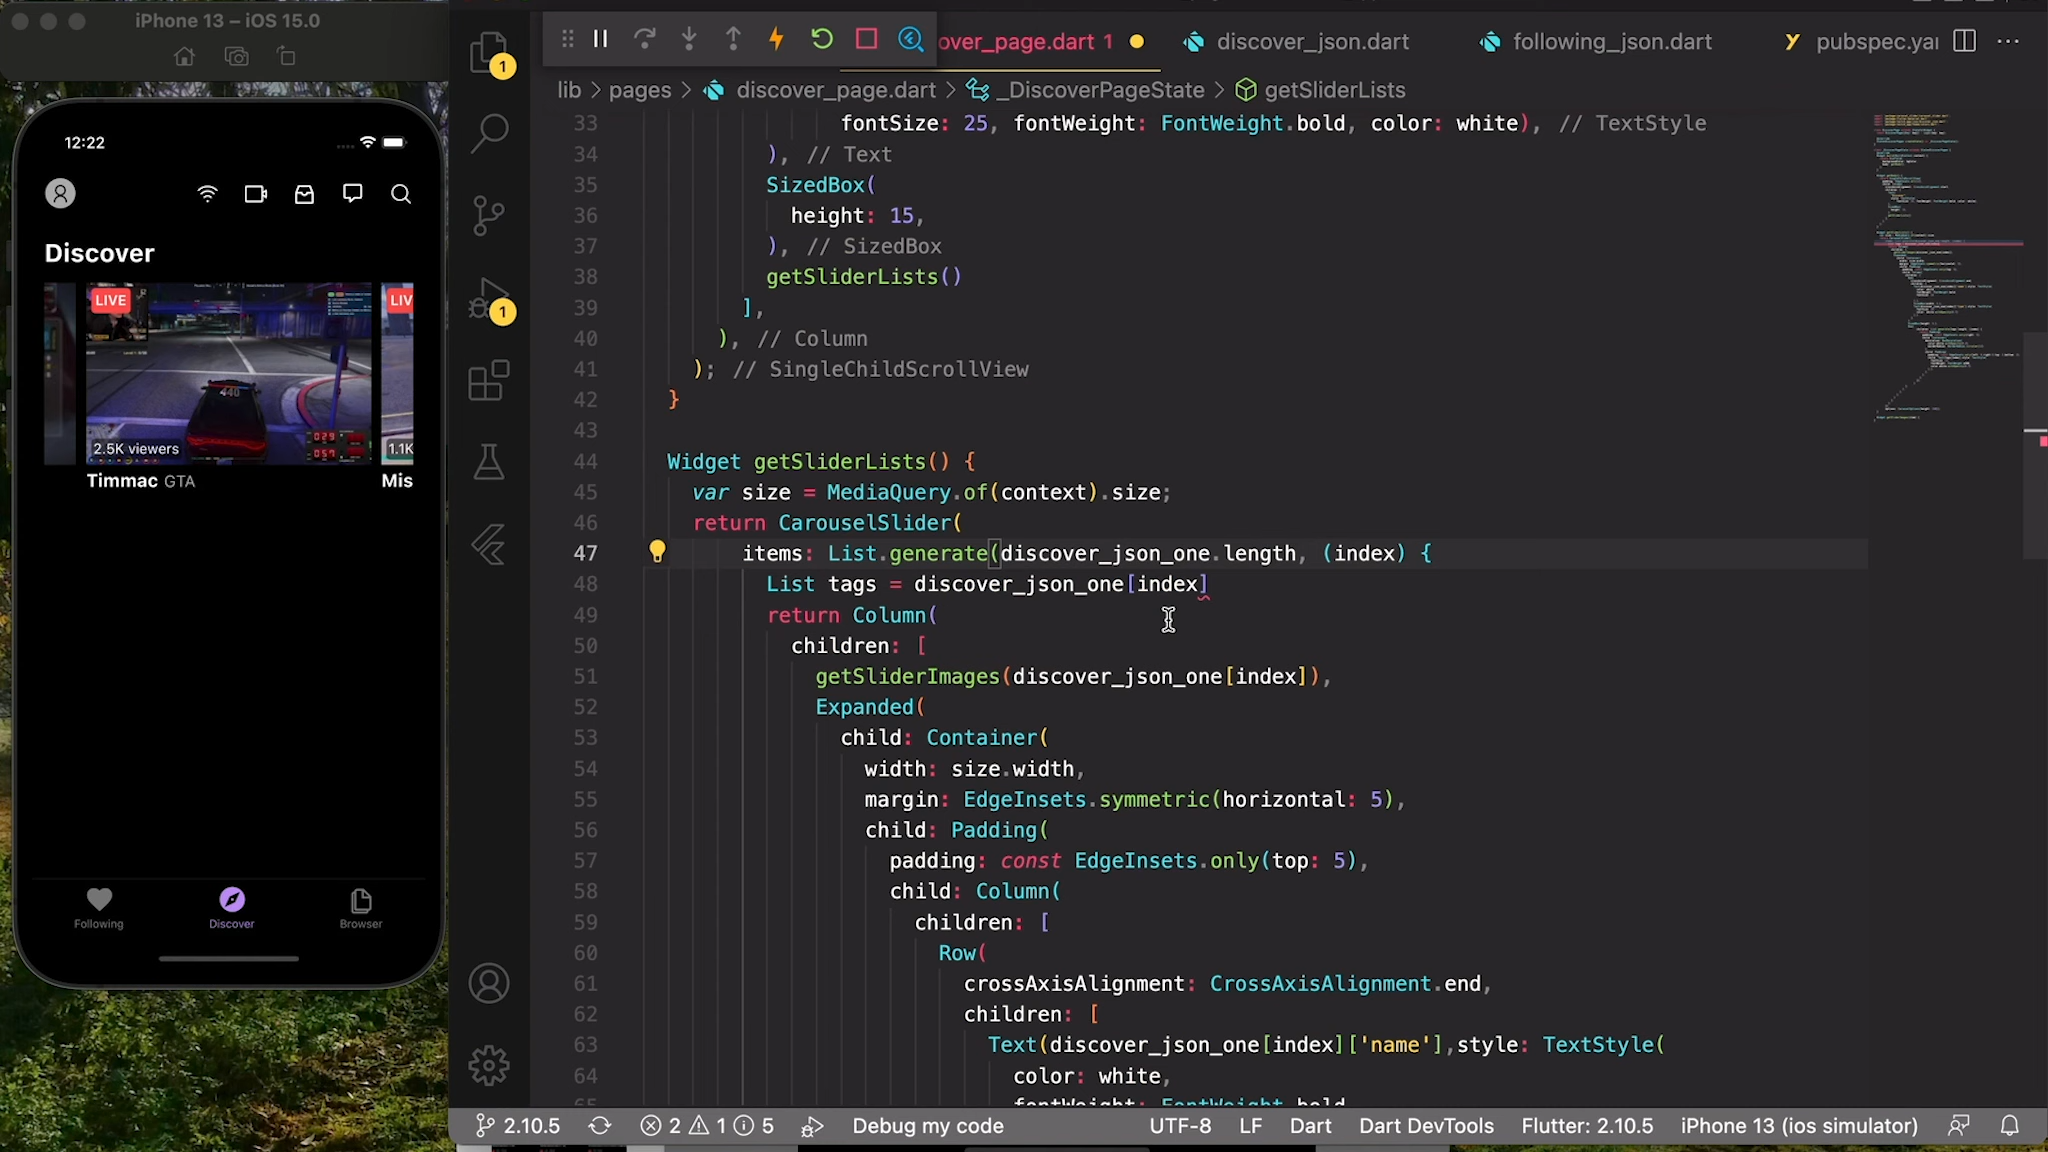 iPhone 13 – iOS 15.0
12:22
Discover
LIVE
LIV
2.5K viewers
1.1K
Timmac GTA
Mis
Following
Discover
Browser
1
1
over_page.dart 1
discover_json.dart
following_json.dart
pubspec.yaı
lib > pages > discover_page.dart > _DiscoverPageState > getSliderLists
33 fontSize: 25, fontWeight: FontWeight.bold, color: white), // TextStyle
34 ), // Text
35 SizedBox(
36 height: 15,
37 ), // SizedBox
38 getSliderLists()
39 ],
40 ), // Column
41 ); // SingleChildScrollView
42 }
43
44 Widget getSliderLists() {
45 var size = MediaQuery.of(context).size;
46 return CarouselSlider(
47 items: List.generate(discover_json_one.length, (index) {
48 List tags = discover_json_one[index]
49 return Column(
50 children: [
51 getSliderImages(discover_json_one[index]),
52 Expanded(
53 child: Container(
54 width: size.width,
55 margin: EdgeInsets.symmetric(horizontal: 5),
56 child: Padding(
57 padding: const EdgeInsets.only(top: 5),
58 child: Column(
59 children: [
60 Row(
61 crossAxisAlignment: CrossAxisAlignment.end,
62 children: [
63 Text(discover_json_one[index]['name'],style: TextStyle(
64 color: white,
65 fontWeight: FontWeight.bold
2.10.5
2 1 5
Debug my code
UTF-8
LF
Dart
Dart DevTools
Flutter: 2.10.5
iPhone 13 (ios simulator)